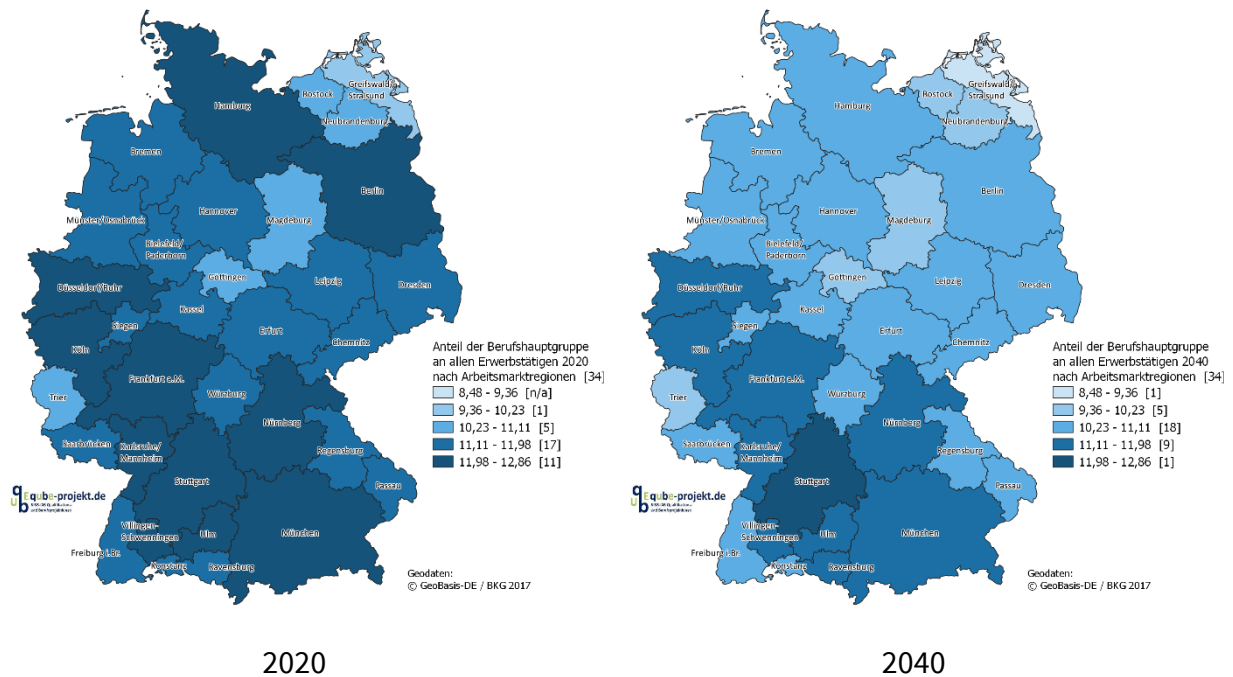 Hamburg
Rostock
Greifswald/
Stralsund
Neubrandenburg
Bremen
Berlin
Hannover
Magdeburg
Münster/Osnabrück
Bielefeld/
Paderborn
Göttingen
Leipzig
Düsseldorf/Ruhr
Dresden
Kassel
Siegen
Erfurt
Chemnitz
Köln
Frankfurt a.M.
Trier
Würzburg
Nürnberg
Saarbrücken
Karlsruhe/
Mannheim
Regensburg
Stuttgart
Passau
Villingen-
Schwenningen
Ulm
München
Freiburg i.Br.
Konstanz
Ravensburg
Anteil der Berufshauptgruppe
an allen Erwerbstätigen 2020
nach Arbeitsmarktregionen [34]
8,48 - 9,36 [n/a]
9,36 - 10,23 [1]
10,23 - 11,11 [5]
11,11 - 11,98 [17]
11,98 - 12,86 [11]
qube-projekt.de
Geodaten:
© GeoBasis-DE / BKG 2017
2020
Hamburg
Rostock
Greifswald/
Stralsund
Neubrandenburg
Bremen
Berlin
Hannover
Magdeburg
Münster/Osnabrück
Bielefeld/
Paderborn
Göttingen
Leipzig
Düsseldorf/Ruhr
Dresden
Kassel
Siegen
Erfurt
Chemnitz
Köln
Frankfurt a.M.
Trier
Würzburg
Nürnberg
Saarbrücken
Karlsruhe/
Mannheim
Regensburg
Stuttgart
Passau
Villingen-
Schwenningen
Ulm
München
Freiburg i.Br.
Konstanz
Ravensburg
Anteil der Berufshauptgruppe
an allen Erwerbstätigen 2040
nach Arbeitsmarktregionen [34]
8,48 - 9,36 [1]
9,36 - 10,23 [5]
10,23 - 11,11 [18]
11,11 - 11,98 [9]
11,98 - 12,86 [1]
qube-projekt.de
Geodaten:
© GeoBasis-DE / BKG 2017
2040